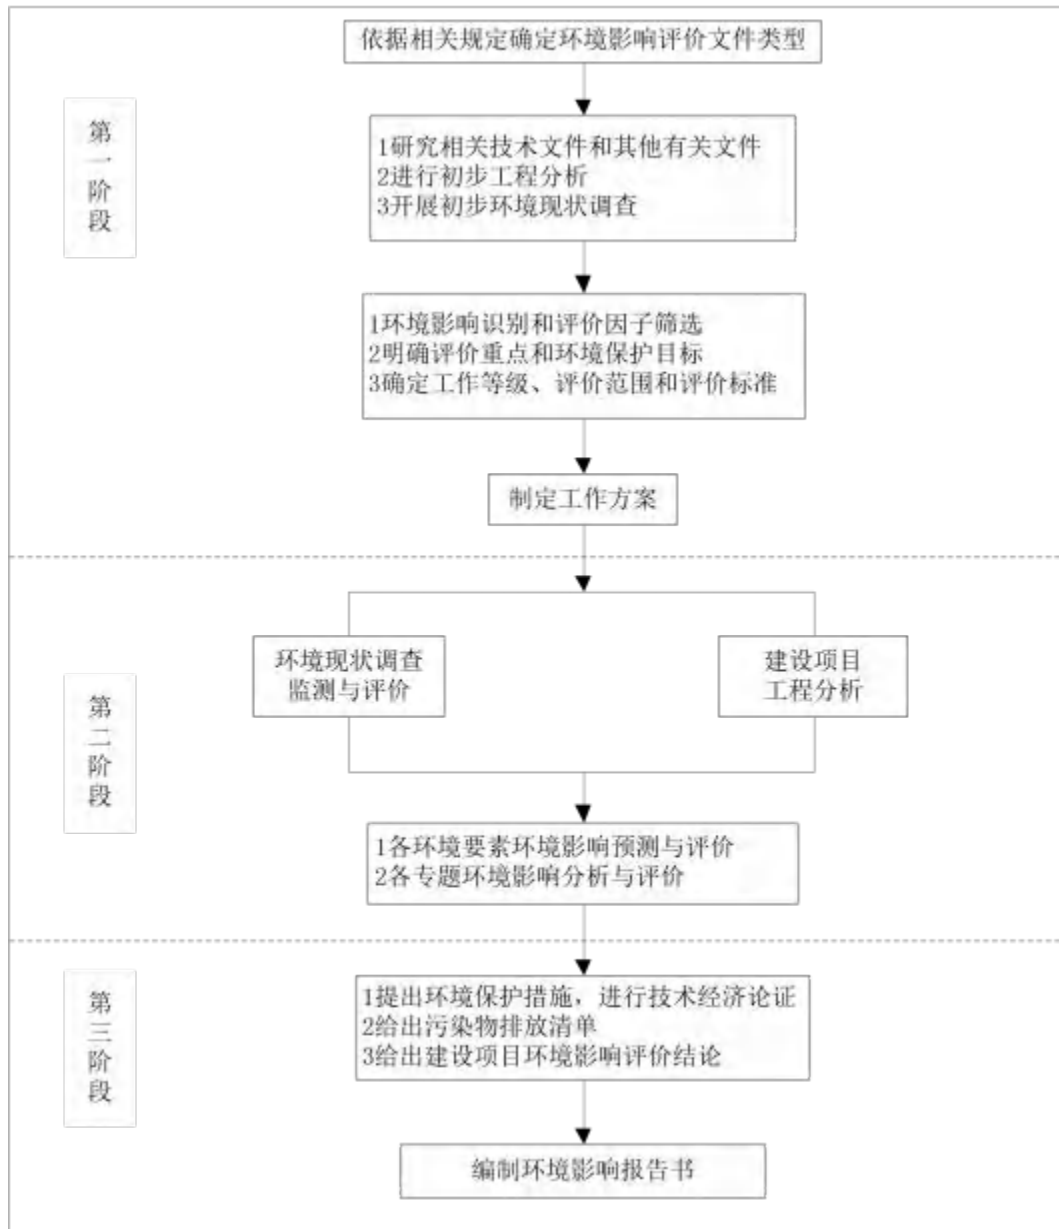 依据相关规定确定环境影响评价文件类型
第一阶段
1研究相关技术文件和其他有关文件
2进行初步工程分析
3开展初步环境现状调查
1环境影响识别和评价因子筛选
2明确评价重点和环境保护目标
3确定工作等级、评价范围和评价标准
制定工作方案
第二阶段
环境现状调查
监测与评价
建设项目
工程分析
1各环境要素环境影响预测与评价
2各专题环境影响分析与评价
第三阶段
1提出环境保护措施，进行技术经济论证
2给出污染物排放清单
3给出建设项目环境影响评价结论
编制环境影响报告书